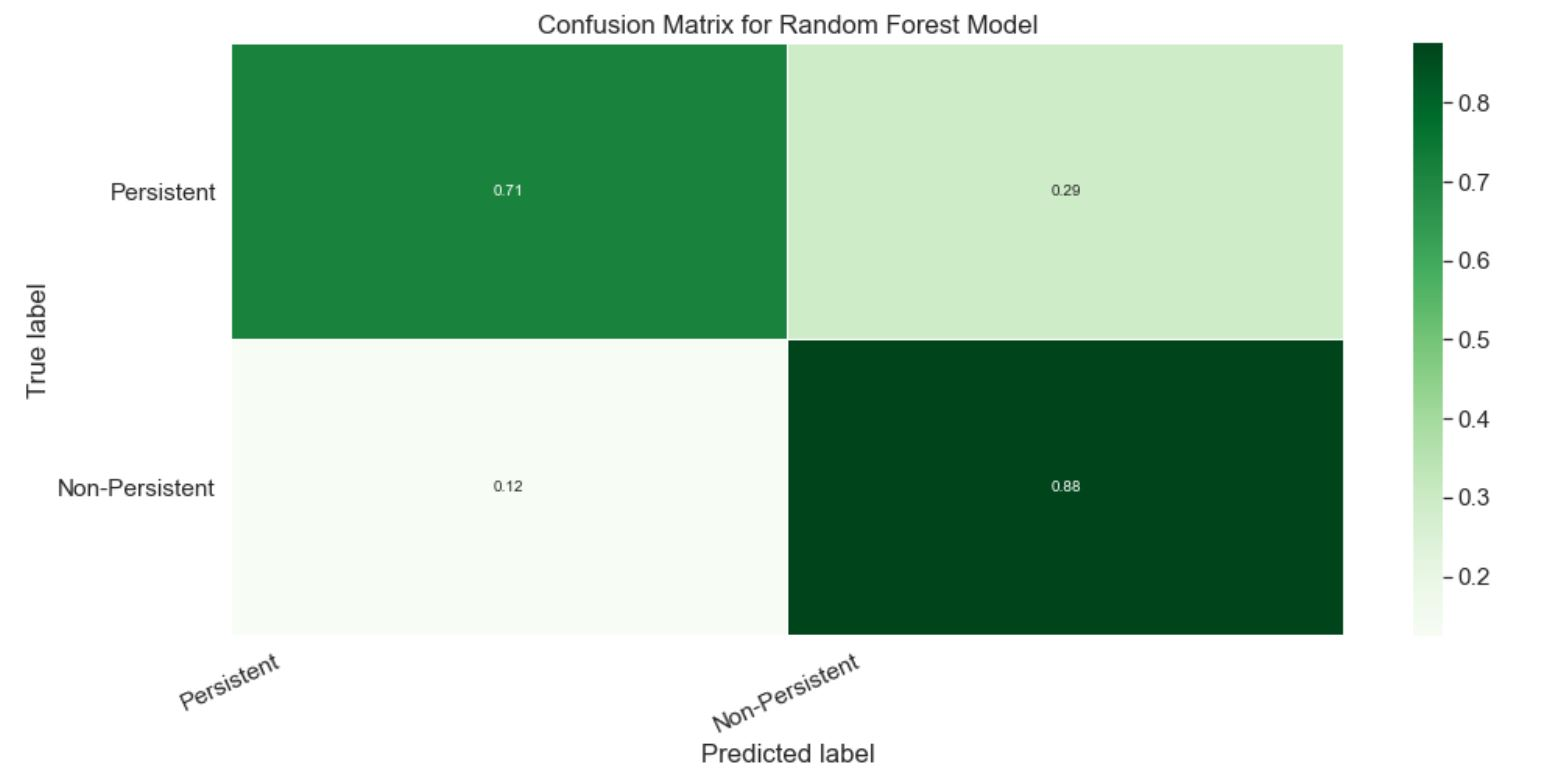 Confusion Matrix for Random Forest Model
True label
Persistent
0.71
0.29
Non-Persistent
0.12
0.88
Persistent
Non-Persistent
Predicted label
0.8
0.7
0.6
0.5
0.4
0.3
0.2